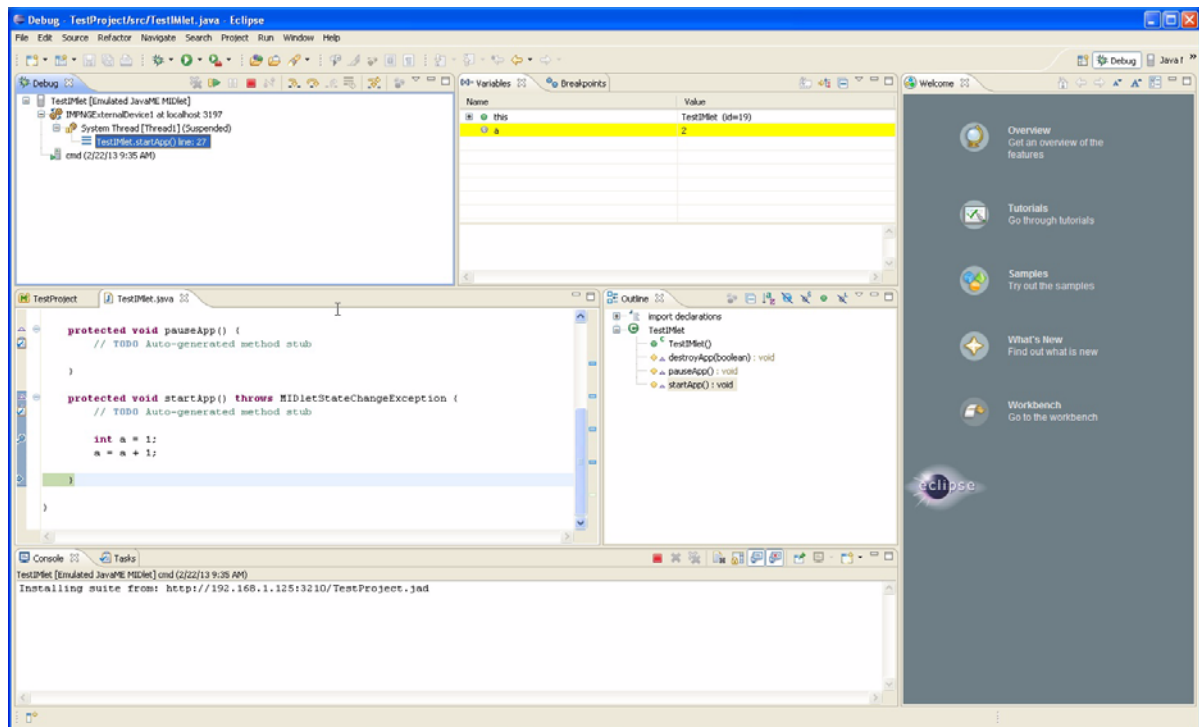 Debug - TestProject/src/TestIMlet.java - Eclipse
File Edit Source Refactor Navigate Search Project Run Window Help
Debug Java
Debug
TestIMlet [Emulated JavaME MIDlet]
IMPNGExternalDevice1 at localhost 3197
System Thread [Thread1] (Suspended)
TestIMlet.startApp() line: 27
cmd (2/22/13 9:35 AM)
Variables Breakpoints
Name Value
this TestIMlet (id=19)
a 2
Welcome
Overview
Get an overview of the
features
Tutorials
Go through tutorials
Samples
Try out the samples
What's New
Find out what is new
Workbench
Go to the workbench
eclipse
TestProject TestIMlet.java
protected void pauseApp() {
// TODO Auto-generated method stub
}
protected void startApp() throws MIDletStateChangeException {
// TODO Auto-generated method stub
int a = 1;
a = a + 1;
}
}
Outline
import declarations
TestIMlet
TestIMlet()
destroyApp(boolean) : void
pauseApp() : void
startApp() : void
Console Tasks
TestIMlet [Emulated JavaME MIDlet] cmd (2/22/13 9:35 AM)
Installing suite from: http://192.168.1.125:3210/TestProject.jad